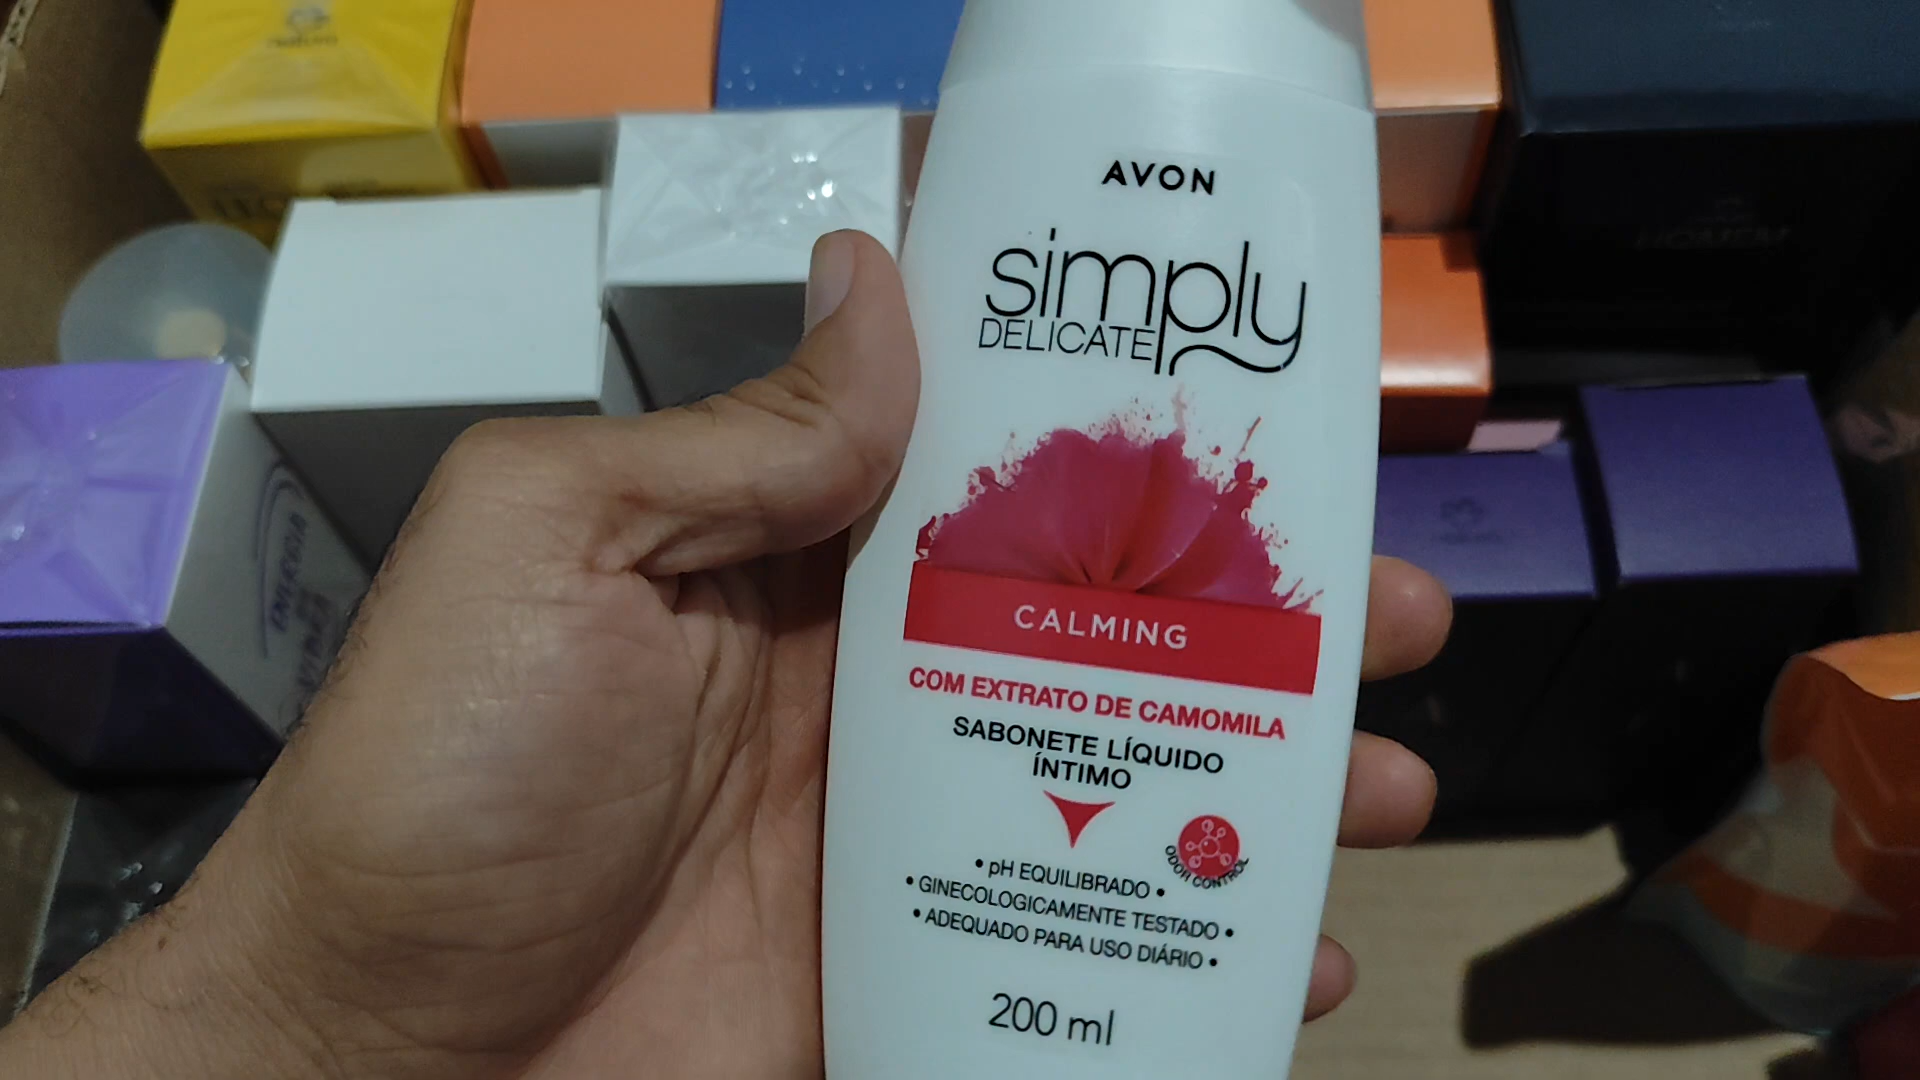 AVON
simply
DELICATE
CALMING
COM EXTRATO DE CAMOMILA
SABONETE LÍQUIDO
ÍNTIMO
ODOR CONTROL
• pH EQUILIBRADO •
• GINECOLOGICAMENTE TESTADO •
• ADEQUADO PARA USO DIÁRIO •
200 ml
HOMEM